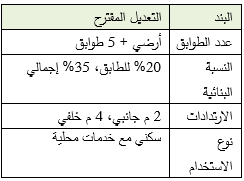 البند التعديل المقترح
عدد الطوابق أرضي + 5 طوابق
النسبة 20% للطابق، 35% إجمالي
البنائية
الارتدادات 2 م جانبي، 4 م خلفي
نوع سكني مع خدمات محلية
الاستخدام